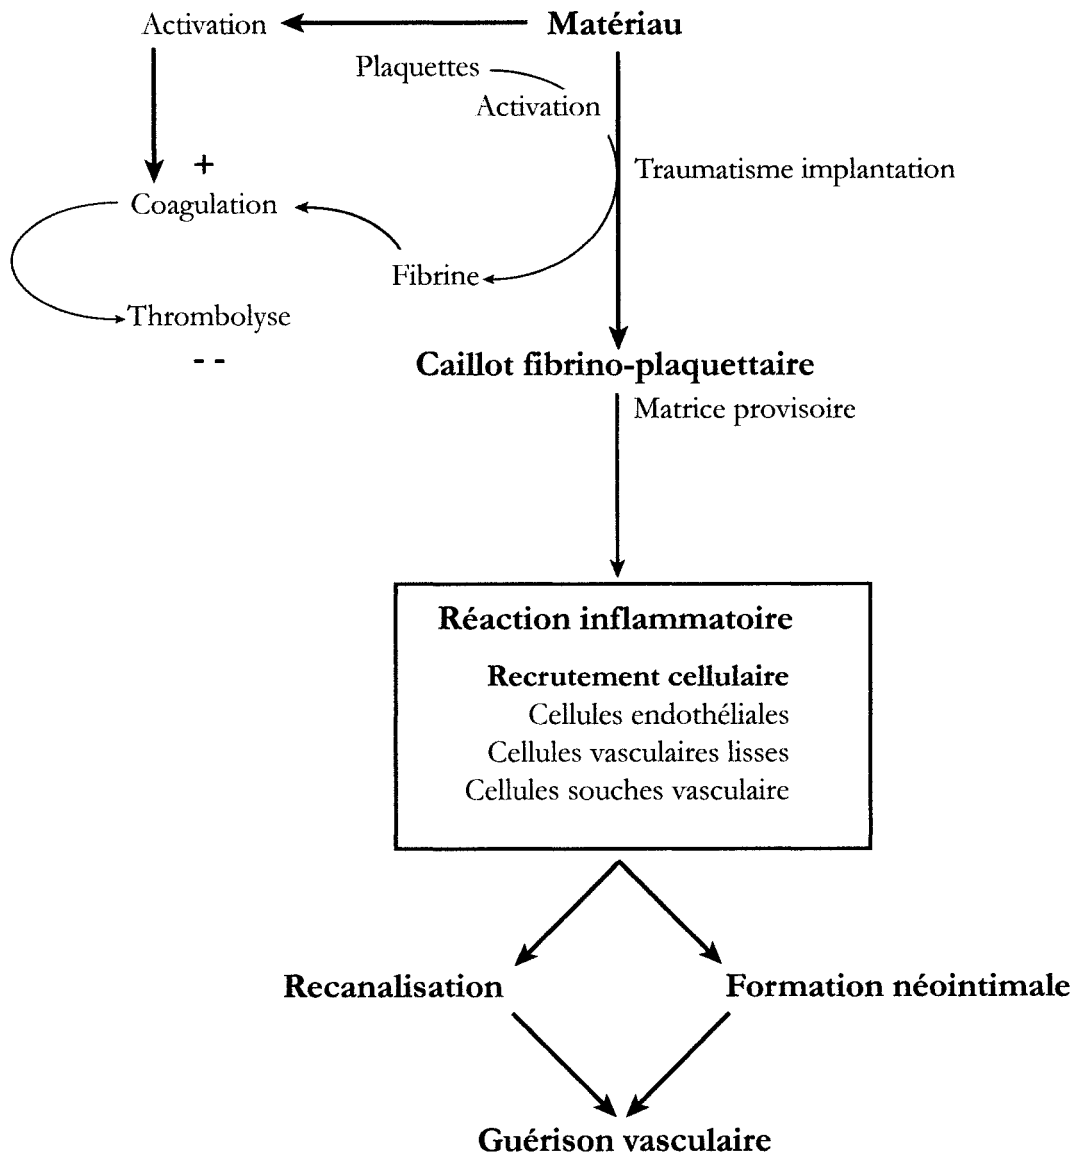 Activation
Matériau
Plaquettes
Activation
Traumatisme implantation
+
Coagulation
Fibrine
Thrombolyse
- -
Caillot fibrino-plaquettaire
Matrice provisoire
Réaction inflammatoire
Recrutement cellulaire
Cellules endothéliales
Cellules vasculaires lisses
Cellules souches vasculaire
Recanalisation
Formation néointimale
Guérison vasculaire